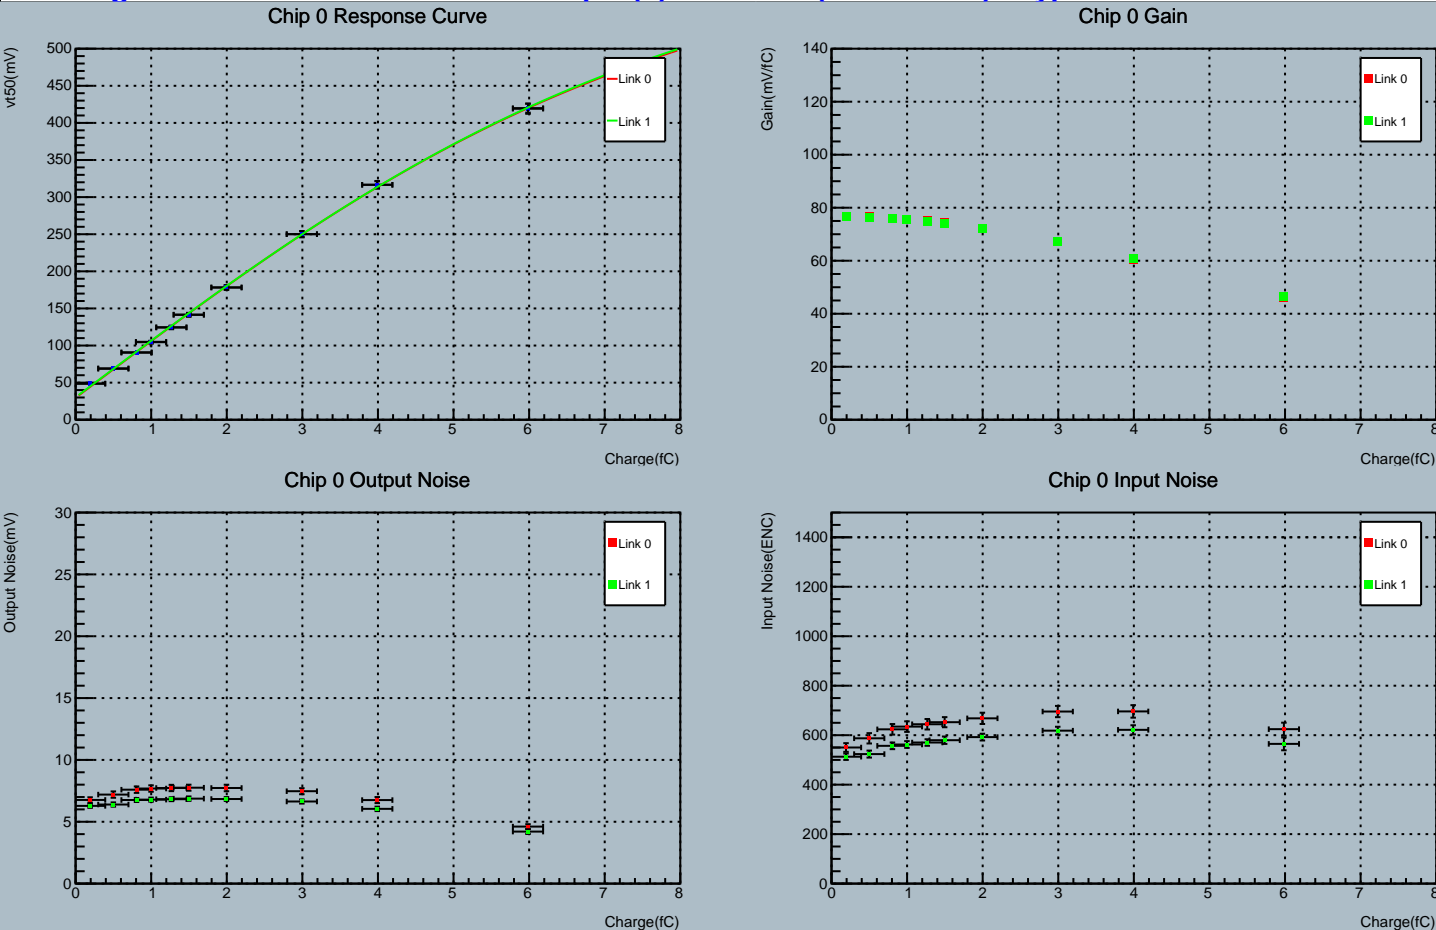 Chip 0 Response Curve
vt50(mV)
500
450
400
350
300
250
200
150
100
50
0
0 1 2 3 4 5 6 7 8
Charge(fC)
Link 0
Link 1
Chip 0 Gain
Gain(mV/fC)
140
120
100
80
60
40
20
0
0 1 2 3 4 5 6 7 8
Charge(fC)
Link 0
Link 1
Chip 0 Output Noise
Output Noise(mV)
30
25
20
15
10
5
0
0 1 2 3 4 5 6 7 8
Charge(fC)
Link 0
Link 1
Chip 0 Input Noise
Input Noise(ENC)
1400
1200
1000
800
600
400
200
0
0 1 2 3 4 5 6 7 8
Charge(fC)
Link 0
Link 1